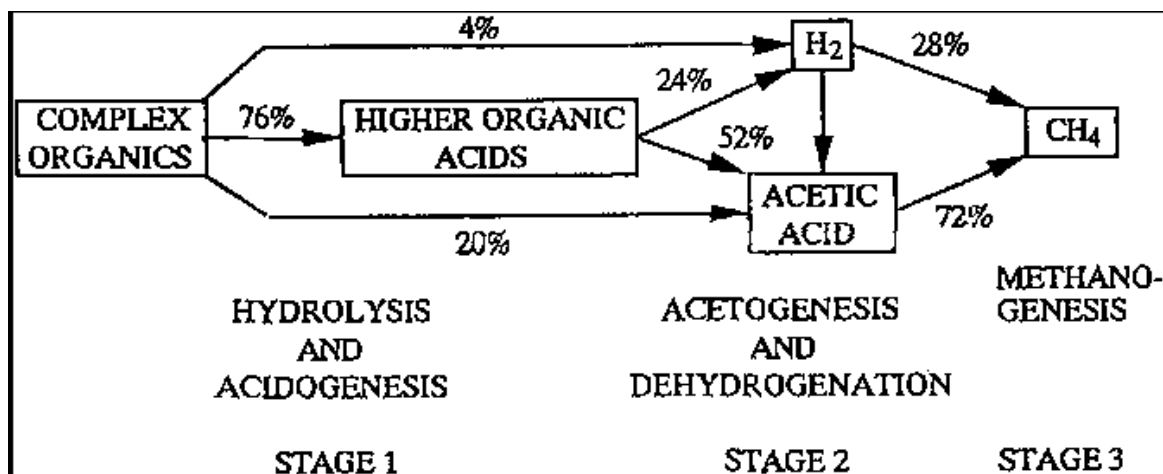 4%
H2
28%
24%
COMPLEX
ORGANICS
76%
HIGHER ORGANIC
ACIDS
CH4
52%
ACETIC
ACID
72%
20%
HYDROLYSIS
AND
ACIDOGENESIS
ACETOGENESIS
AND
DEHYDROGENATION
METHANO-
GENESIS
STAGE 1
STAGE 2
STAGE 3